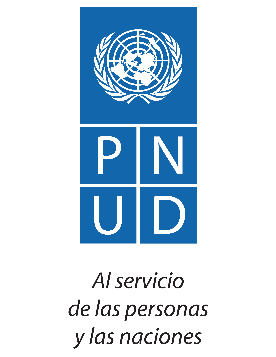 P N
U D
Al servicio
de las personas
y las naciones